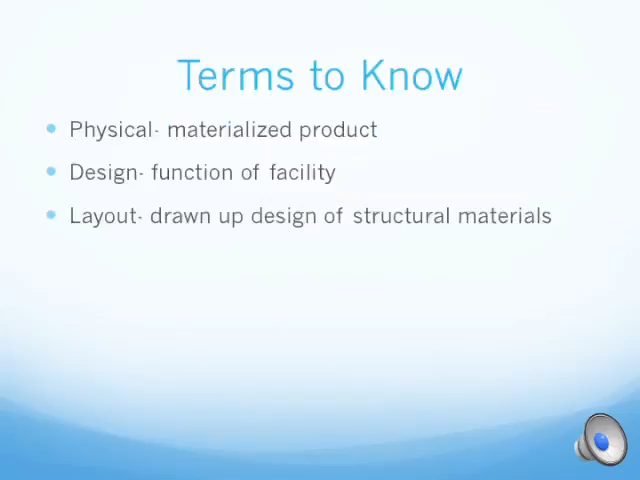 Terms to Know
Physical- materialized product
Design- function of facility
Layout- drawn up design of structural materials